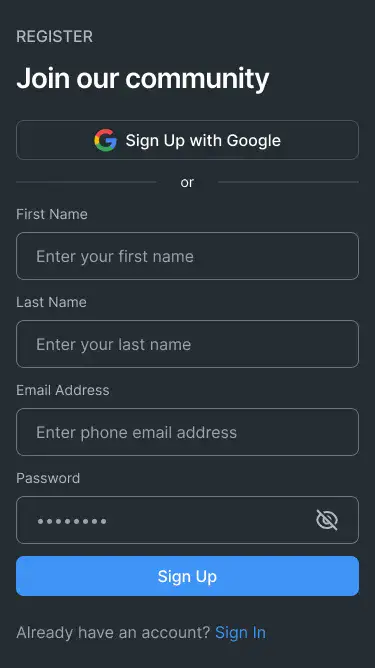 REGISTER
Join our community
Sign Up with Google
or
First Name
Enter your first name
Last Name
Enter your last name
Email Address
Enter phone email address
Password
••••••••
Sign Up
Already have an account? Sign In